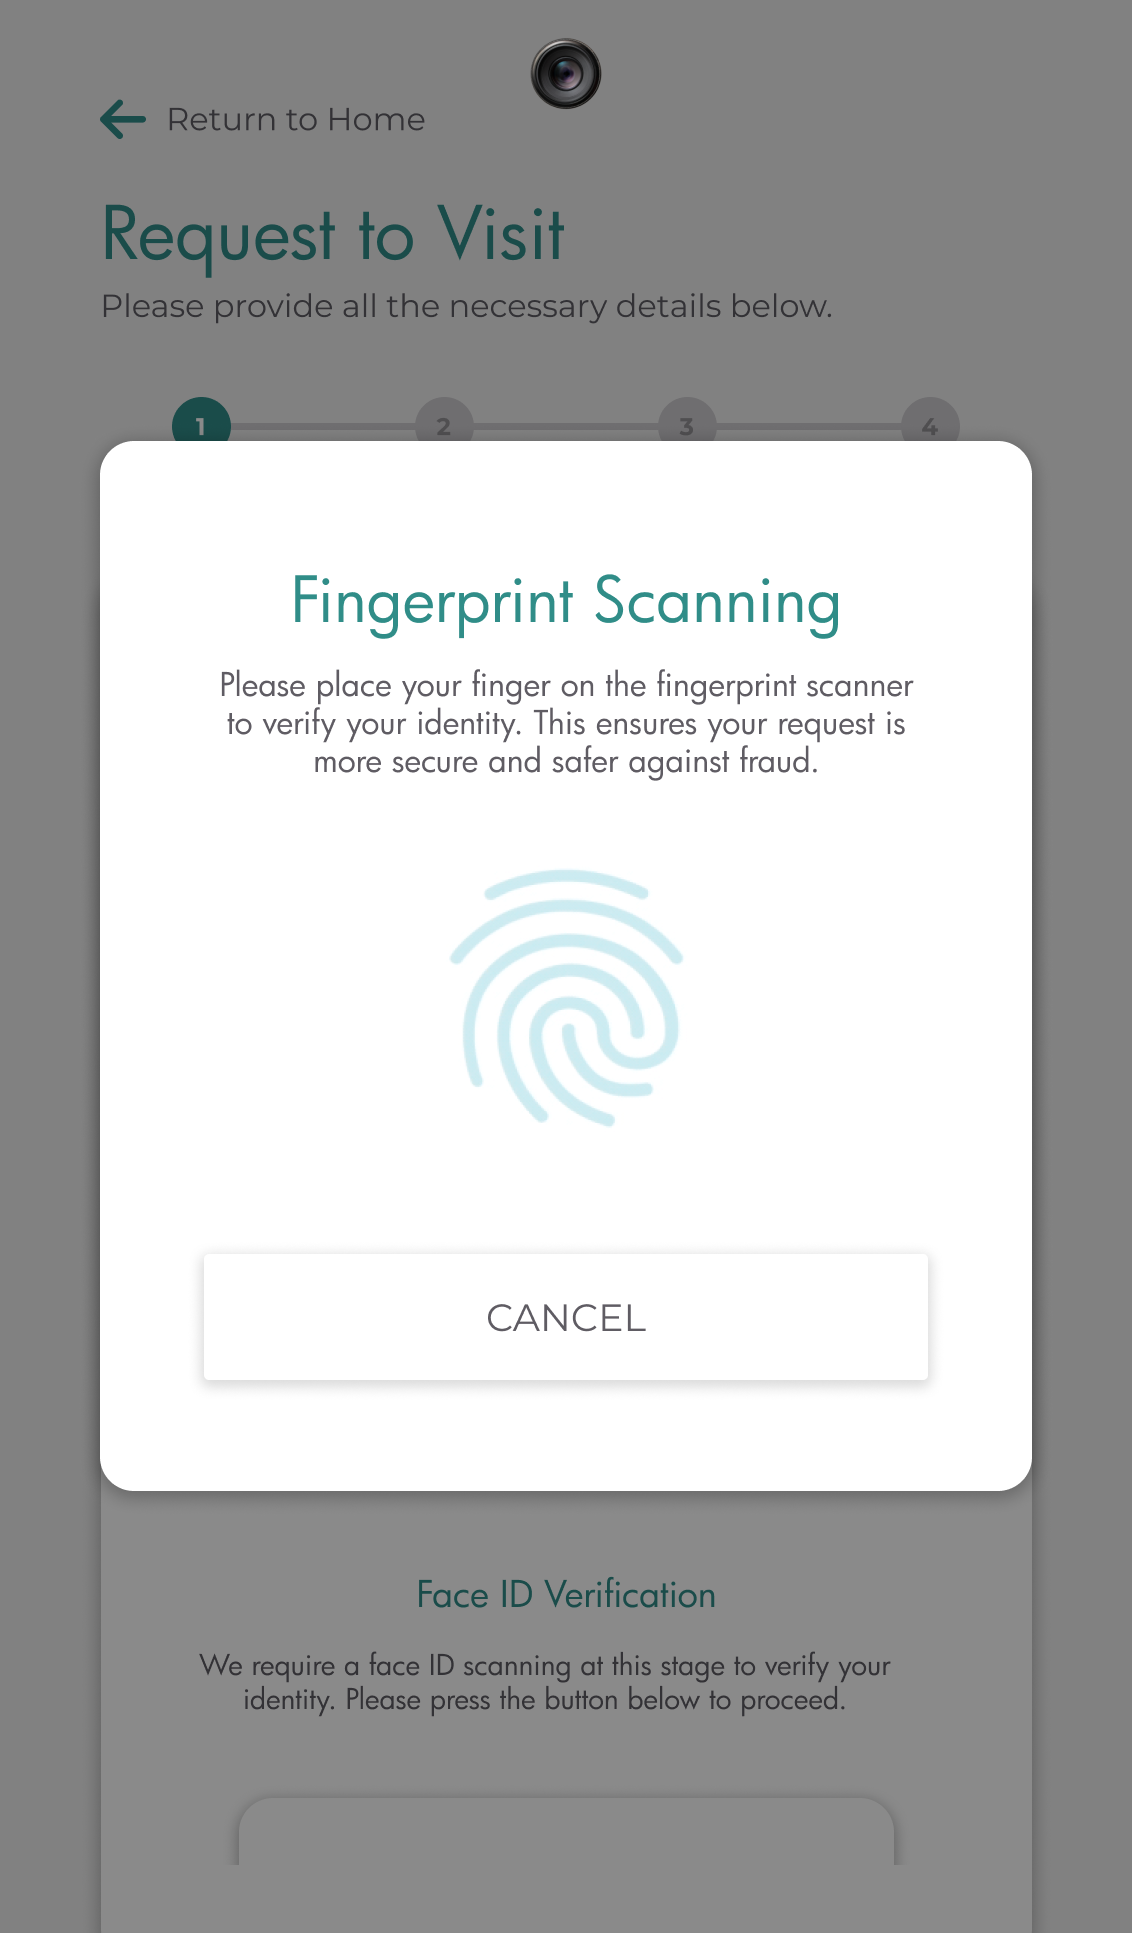 Return to Home
Request to Visit
Please provide all the necessary details below.
1 2 3 4
Fingerprint Scanning
Please place your finger on the fingerprint scanner
to verify your identity. This ensures your request is
more secure and safer against fraud.
CANCEL
Face ID Verification
We require a face ID scanning at this stage to verify your
identity. Please press the button below to proceed.